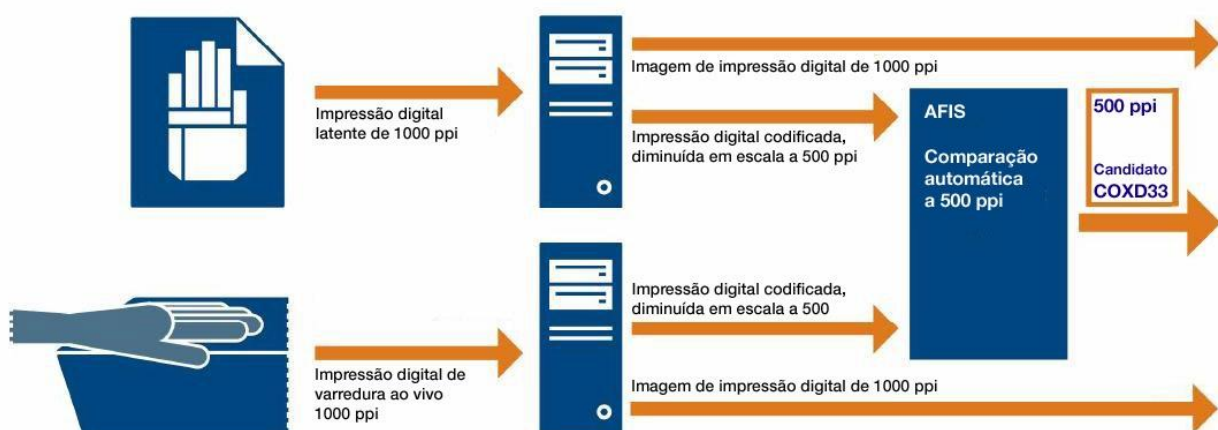 Imagem de impressão digital de 1000 ppi
Impressão digital
latente de 1000 ppi
Impressão digital codificada,
diminuída em escala a 500 ppi
AFIS
Comparação
automática
a 500 ppi
500 ppi
Candidato
COXD33
Impressão digital codificada,
diminuída em escala a 500
Impressão digital de
varredura ao vivo
1000 ppi
Imagem de impressão digital de 1000 ppi